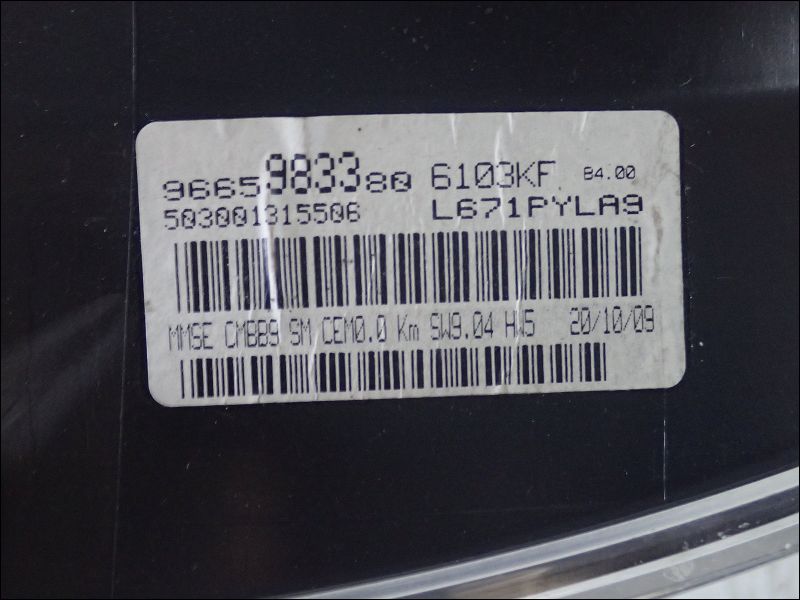 9665983380 6103KF 84.00
503001315506 L671PYLA9
MMSE CMBB9 SM CEM0.0 Km SW9.04 HW5 20/10/09